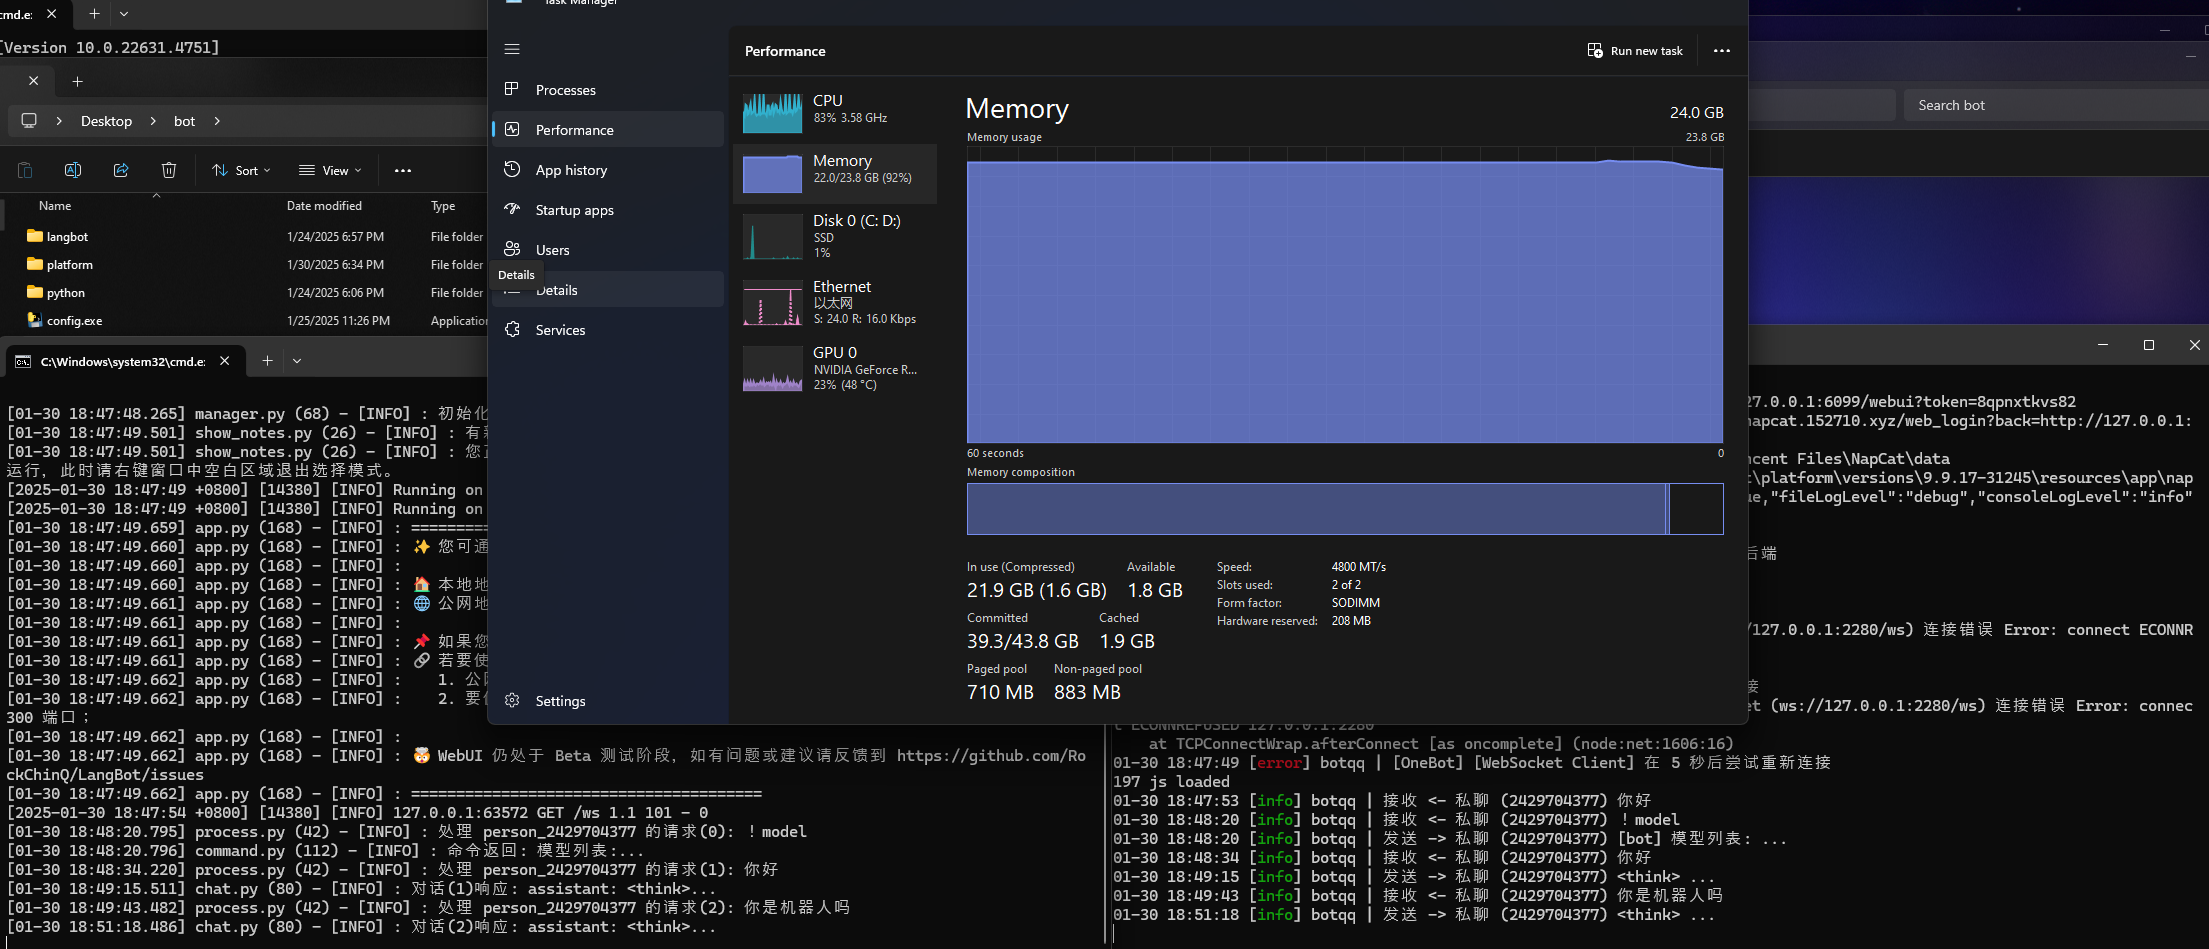 cmd.e:
[Version 10.0.22631.4751]
Desktop
bot
Sort
View
Name
Date modified
Type
langbot
1/24/2025 6:57 PM
File folder
platform
1/30/2025 6:34 PM
File folder
python
1/24/2025 6:06 PM
File folder
config.exe
1/25/2025 11:26 PM
Task Manager
Processes
Performance
App history
Startup apps
Users
Details
Details
Services
Settings
Performance
Run new task
CPU
83% 3.58 GHz
Memory
22.0/23.8 GB (92%)
Disk 0 (C: D:)
SSD
1%
Ethernet
以太网
S: 24.0 R: 16.0 Kbps
GPU 0
NVIDIA GeForce R...
23% (48 °C)
Memory
24.0 GB
Memory usage
23.8 GB
60 seconds
0
Memory composition
In use (Compressed)
21.9 GB (1.6 GB)
Available
1.8 GB
Committed
39.3/43.8 GB
Cached
1.9 GB
Paged pool
710 MB
Non-paged pool
883 MB
Speed:
4800 MT/s
Slots used:
2 of 2
Form factor:
SODIMM
Hardware reserved:
208 MB
Search bot
C:\Windows\system32\cmd.e:
[01-30 18:47:48.265] manager.py (68) - [INFO] : 初始化
[01-30 18:47:49.501] show_notes.py (26) - [INFO] : 有
[01-30 18:47:49.501] show_notes.py (26) - [INFO] : 您
运行，此时请右键窗口中空白区域退出选择模式。
[2025-01-30 18:47:49 +0800] [14380] [INFO] Running on
[2025-01-30 18:47:49 +0800] [14380] [INFO] Running on
[01-30 18:47:49.659] app.py (168) - [INFO] : =========
[01-30 18:47:49.660] app.py (168) - [INFO] : ✨ 您可通
[01-30 18:47:49.660] app.py (168) - [INFO] :
[01-30 18:47:49.660] app.py (168) - [INFO] : 🏠 本地地
[01-30 18:47:49.661] app.py (168) - [INFO] : 🌐 公网地
[01-30 18:47:49.661] app.py (168) - [INFO] :
[01-30 18:47:49.661] app.py (168) - [INFO] : 📌 如果您
[01-30 18:47:49.661] app.py (168) - [INFO] : 🔗 若要使
[01-30 18:47:49.662] app.py (168) - [INFO] : 1. 公
[01-30 18:47:49.662] app.py (168) - [INFO] : 2. 要
300 端口；
[01-30 18:47:49.662] app.py (168) - [INFO] :
[01-30 18:47:49.662] app.py (168) - [INFO] : 🤯 WebUI 仍处于 Beta 测试阶段，如有问题或建议请反馈到 https://github.com/Ro
ckChinQ/LangBot/issues
[01-30 18:47:49.662] app.py (168) - [INFO] : =======================================
[2025-01-30 18:47:54 +0800] [14380] [INFO] 127.0.0.1:63572 GET /ws 1.1 101 - 0
[01-30 18:48:20.795] process.py (42) - [INFO] : 处理 person_2429704377 的请求(0): ！model
[01-30 18:48:20.796] command.py (112) - [INFO] : 命令返回: 模型列表:...
[01-30 18:48:34.220] process.py (42) - [INFO] : 处理 person_2429704377 的请求(1): 你好
[01-30 18:49:15.511] chat.py (80) - [INFO] : 对话(1)响应: assistant: <think>...
[01-30 18:49:43.482] process.py (42) - [INFO] : 处理 person_2429704377 的请求(2): 你是机器人吗
[01-30 18:51:18.486] chat.py (80) - [INFO] : 对话(2)响应: assistant: <think>...
27.0.0.1:6099/webui?token=8qpnxtkvs82
napcat.152710.xyz/web_login?back=http://127.0.0.1:
ncent Files\NapCat\data
t\platform\versions\9.9.17-31245\resources\app\nap
ue,"fileLogLevel":"debug","consoleLogLevel":"info"
后端
/127.0.0.1:2280/ws) 连接错误 Error: connect ECONNR
接
et (ws://127.0.0.1:2280/ws) 连接错误 Error: connec
t ECONNREFUSED 127.0.0.1:2280
at TCPConnectWrap.afterConnect [as oncomplete] (node:net:1606:16)
01-30 18:47:49 [error] botqq | [OneBot] [WebSocket Client] 在 5 秒后尝试重新连接
197 js loaded
01-30 18:47:53 [info] botqq | 接收 <- 私聊 (2429704377) 你好
01-30 18:48:20 [info] botqq | 接收 <- 私聊 (2429704377) ！model
01-30 18:48:20 [info] botqq | 发送 -> 私聊 (2429704377) [bot] 模型列表: ...
01-30 18:48:34 [info] botqq | 接收 <- 私聊 (2429704377) 你好
01-30 18:49:15 [info] botqq | 发送 -> 私聊 (2429704377) <think> ...
01-30 18:49:43 [info] botqq | 接收 <- 私聊 (2429704377) 你是机器人吗
01-30 18:51:18 [info] botqq | 发送 -> 私聊 (2429704377) <think> ...